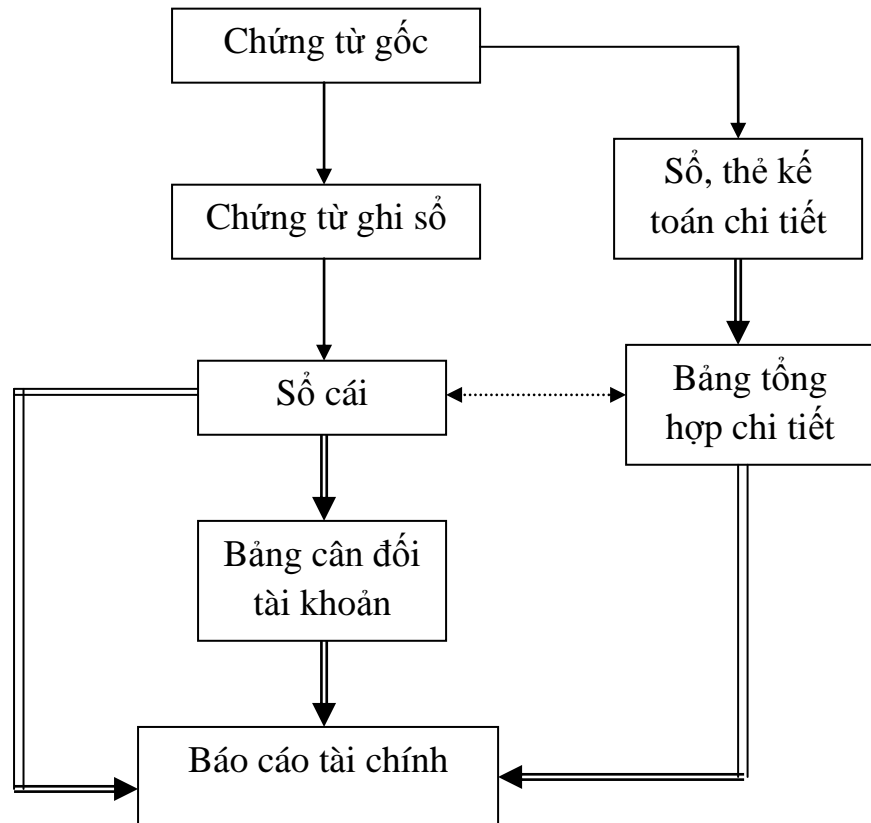 Chứng từ gốc
Sổ, thẻ kế
toán chi tiết
Chứng từ ghi sổ
Sổ cái
Bảng tổng
hợp chi tiết
Bảng cân đối
tài khoản
Báo cáo tài chính